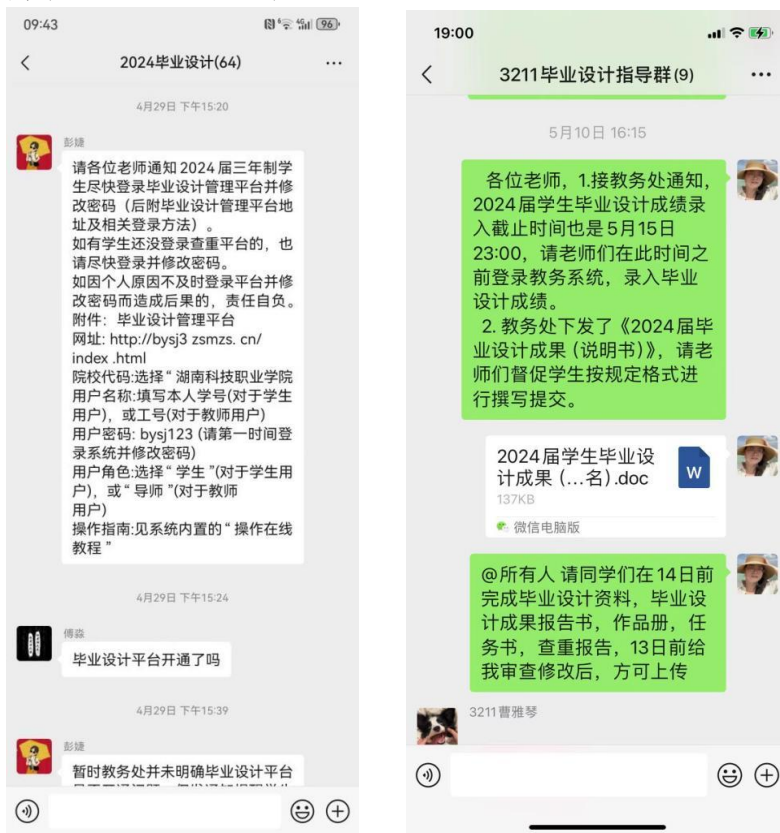 09:43
96
2024毕业设计(64)
4月29日 下午15:20
彭婕
请各位老师通知2024届三年制学
生尽快登录毕业设计管理平台并修
改密码（后附毕业设计管理平台地
址及相关登录方法）。
如有学生还没登录查重平台的，也
请尽快登录并修改密码。
如因个人原因不及时登录平台并修
改密码而造成后果的，责任自负。
附件：毕业设计管理平台
网址: http://bysj3 zsmzs. cn/
index .html
院校代码:选择“ 湖南科技职业学院
用户名称:填写本人学号(对于学生
用户)，或工号(对于教师用户)
用户密码: bysj123 (请第一时间登
录系统并修改密码)
用户角色:选择“ 学生 ”(对于学生用
户)，或“ 导师 ”(对于教师
用户)
操作指南:见系统内置的“ 操作在线
教程 ”
4月29日 下午15:24
傅淼
毕业设计平台开通了吗
4月29日 下午15:39
彭婕
暂时教务处并未明确毕业设计平台
19:00
3211毕业设计指导群(9)
5月10日 16:15
各位老师，1.接教务处通知，
2024届学生毕业设计成绩录
入截止时间也是5月15日
23:00，请老师们在此时间之
前登录教务系统，录入毕业
设计成绩。
2. 教务处下发了《2024届毕
业设计成果 (说明书)》，请老
师们督促学生按规定格式进
行撰写提交。
2024届学生毕业设
计成果 (...名).doc
W
137KB
微信电脑版
@所有人 请同学们在14日前
完成毕业设计资料，毕业设
计成果报告书，作品册，任
务书，查重报告，13日前给
我审查修改后，方可上传
3211曹雅琴